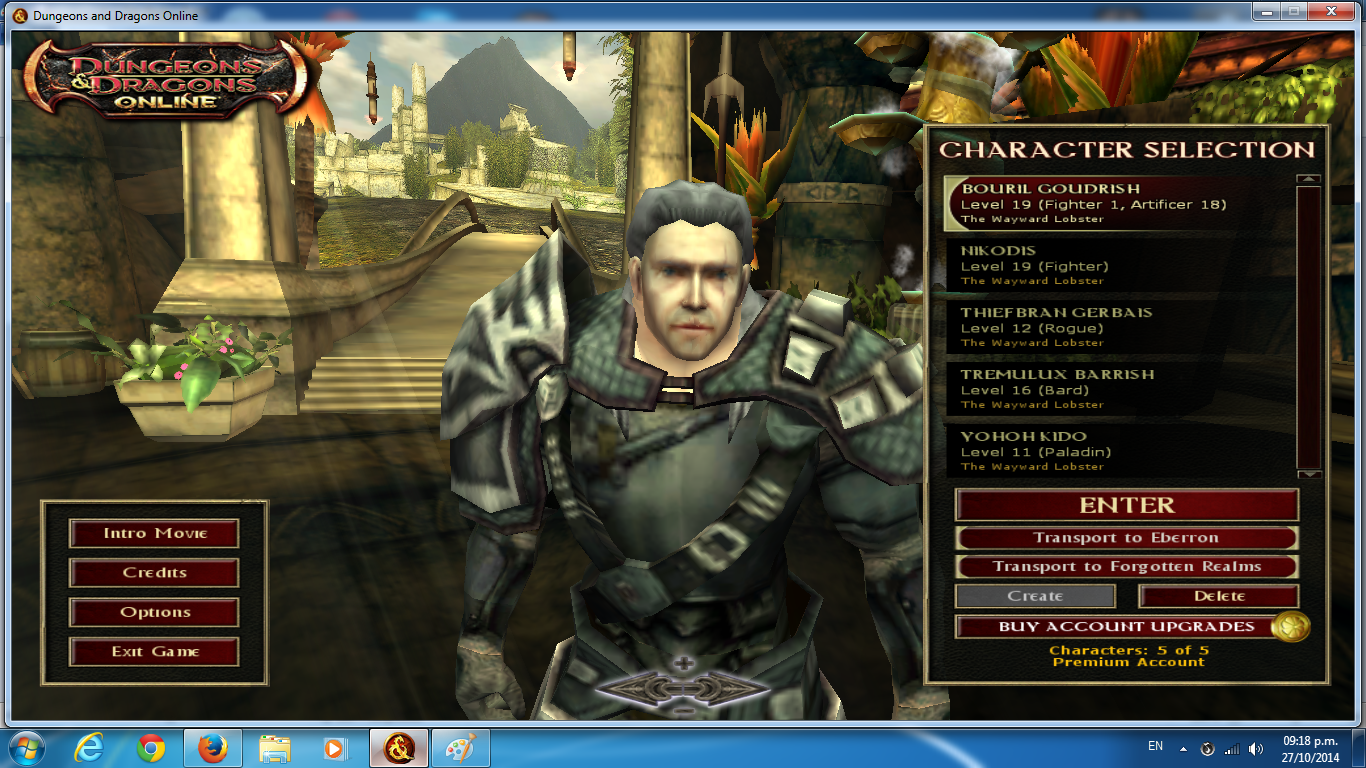 Dungeons and Dragons Online
DUNGEONS
& DRAGONS
ONLINE
CHARACTER SELECTION
BOURIL GOUDRISH
Level 19 (Fighter 1, Artificer 18)
The Wayward Lobster
NIKODIS
Level 19 (Fighter)
The Wayward Lobster
THIEFBRAN GERBAIS
Level 12 (Rogue)
The Wayward Lobster
TREMULUX BARRISH
Level 16 (Bard)
The Wayward Lobster
YOHOH KIDO
Level 11 (Paladin)
The Wayward Lobster
ENTER
Transport to Eberron
Transport to Forgotten Realms
Create
Delete
BUY ACCOUNT UPGRADES
Characters: 5 of 5
Premium Account
Intro Movie
Credits
Options
Exit Game
EN
09:18 p.m.
27/10/2014